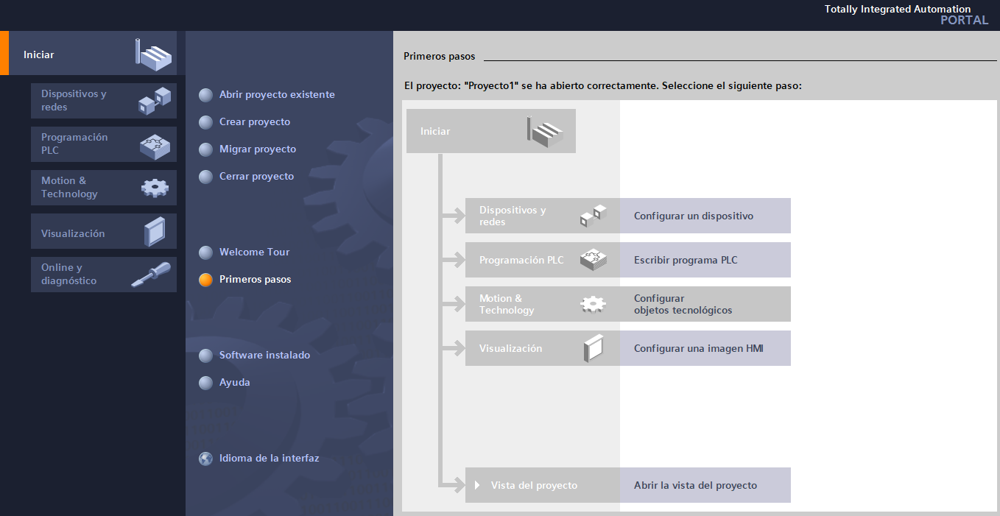 Totally Integrated Automation
PORTAL
Iniciar
Dispositivos y
redes
Programación
PLC
Motion &
Technology
Visualización
Online y
diagnóstico
Abrir proyecto existente
Crear proyecto
Migrar proyecto
Cerrar proyecto
Welcome Tour
Primeros pasos
Software instalado
Ayuda
Idioma de la interfaz
Primeros pasos
El proyecto: "Proyecto1" se ha abierto correctamente. Seleccione el siguiente paso:
Iniciar
Dispositivos y
redes
Configurar un dispositivo
Programación PLC
Escribir programa PLC
Motion &
Technology
Configurar
objetos tecnológicos
Visualización
Configurar una imagen HMI
Vista del proyecto
Abrir la vista del proyecto